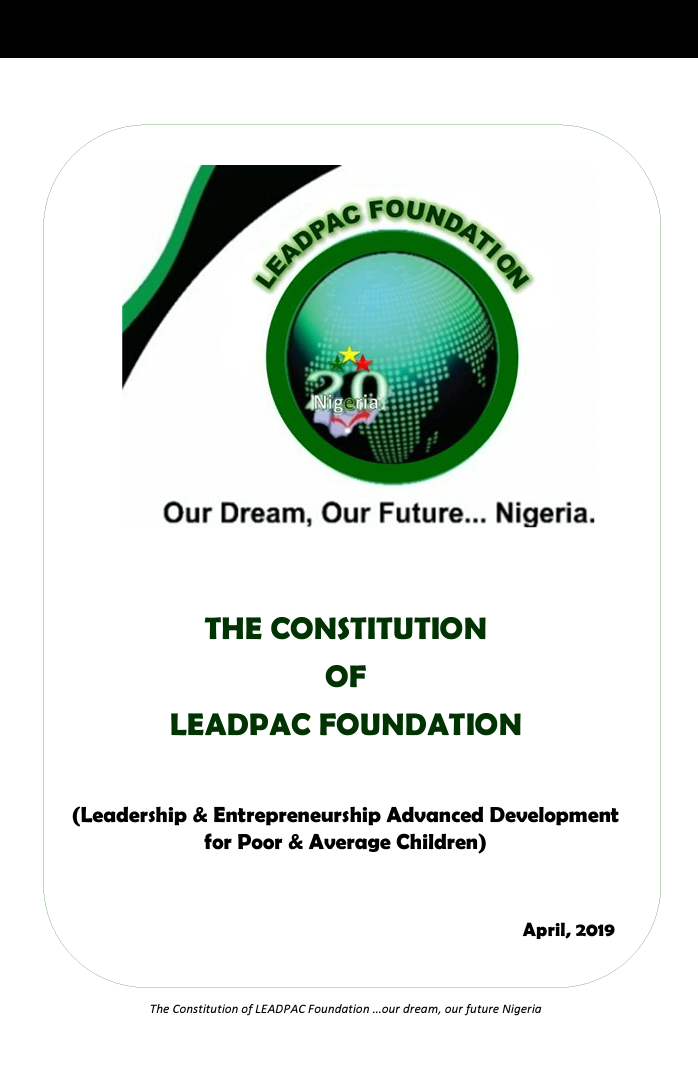 LEADPAC FOUNDATION
20
Nigeria
Our Dream, Our Future... Nigeria.
THE CONSTITUTION
OF
LEADPAC FOUNDATION
(Leadership & Entrepreneurship Advanced Development
for Poor & Average Children)
April, 2019
The Constitution of LEADPAC Foundation ...our dream, our future Nigeria